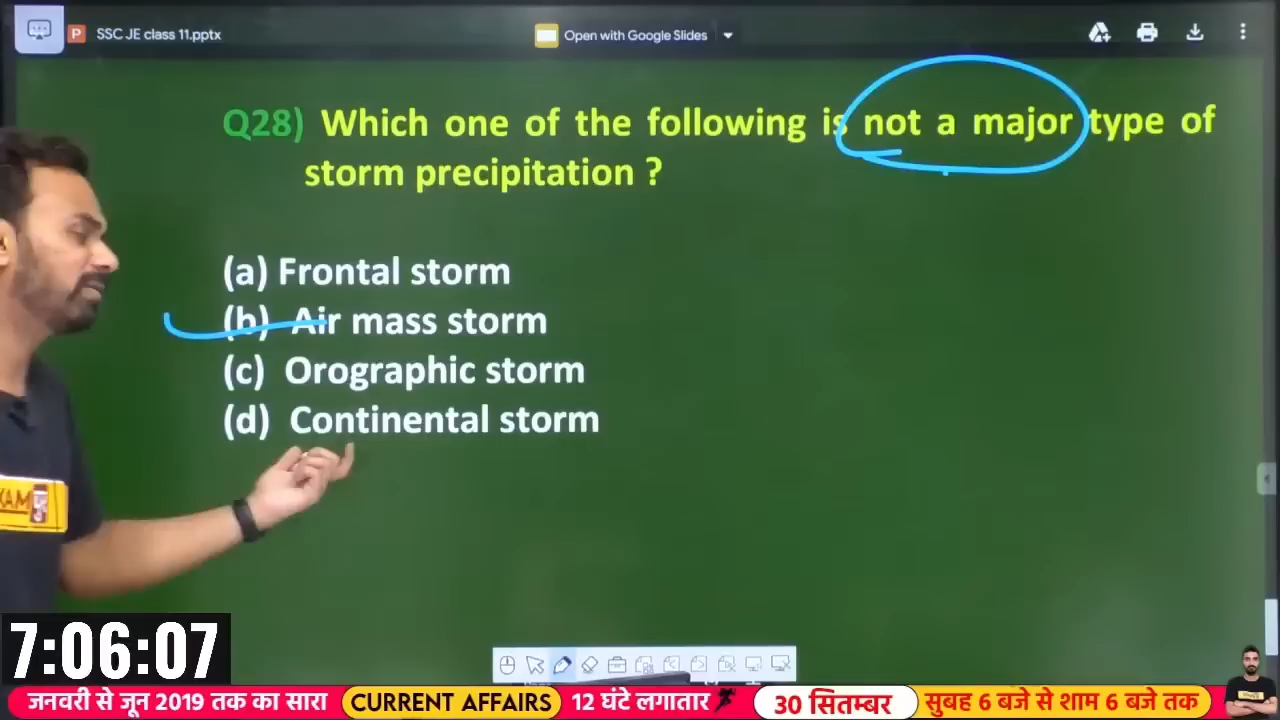 P SSC JE class 11.pptx
Open with Google Slides
Q28) Which one of the following is not a major type of
storm precipitation ?
(a) Frontal storm
(b) Air mass storm
(c) Orographic storm
(d) Continental storm
XAM
7:06:07
जनवरी से जून 2019 तक का सारा CURRENT AFFAIRS 12 घंटे लगातार 30 सितम्बर सुबह 6 बजे से शाम 6 बजे तक